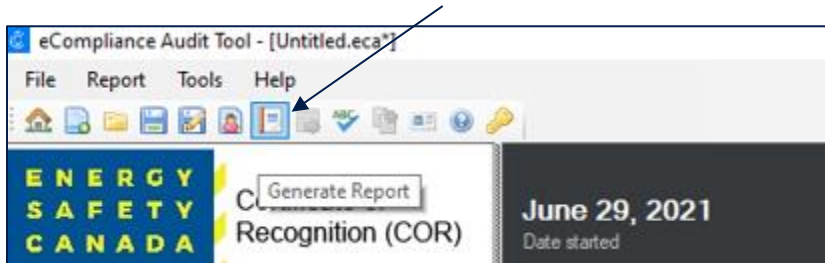 eCompliance Audit Tool - [Untitled.eca*]
File Report Tools Help
ABC
ENERGY
SAFETY
CANADA
Generate Report
Recognition (COR)
June 29, 2021
Date started